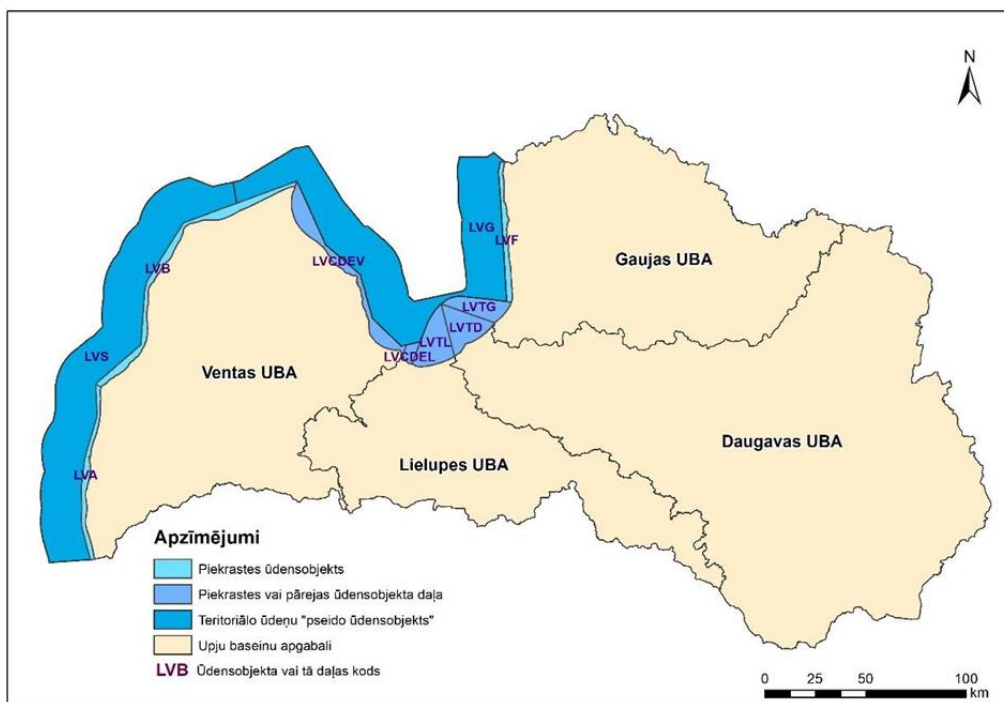 N
LVG
LVF
Gaujas UBA
LVB
LVCDEV
LVTG
LVTD
LVTL
LVCDEL
LVS
Ventas UBA
Daugavas UBA
Lielupes UBA
LVA
Apzīmējumi
Piekrastes ūdensobjekts
Piekrastes vai pārejas ūdensobjekta daļa
Teritoriālo ūdeņu "pseido ūdensobjekts"
Upju baseinu apgabali
LVB Ūdensobjekta vai tā daļas kods
0 25 50 100
km